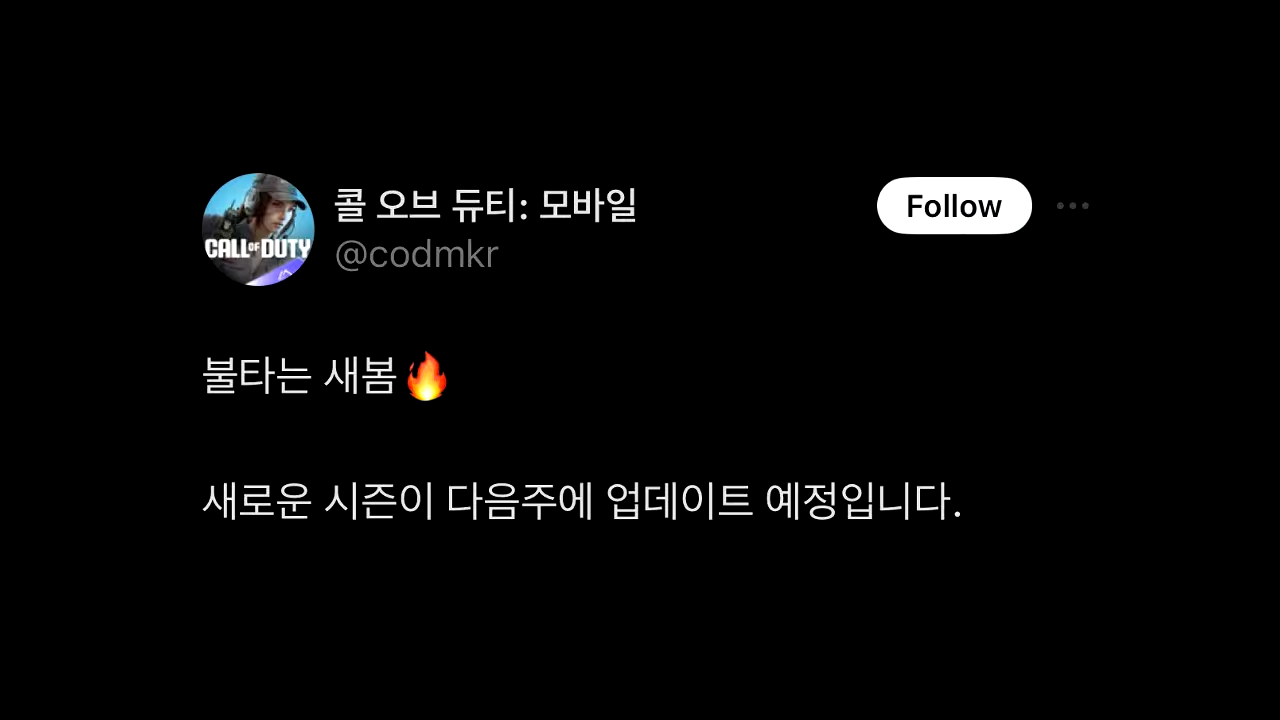 콜 오브 듀티: 모바일
Follow
@codmkr
CALL OF DUTY
불타는 새봄🔥
새로운 시즌이 다음주에 업데이트 예정입니다.